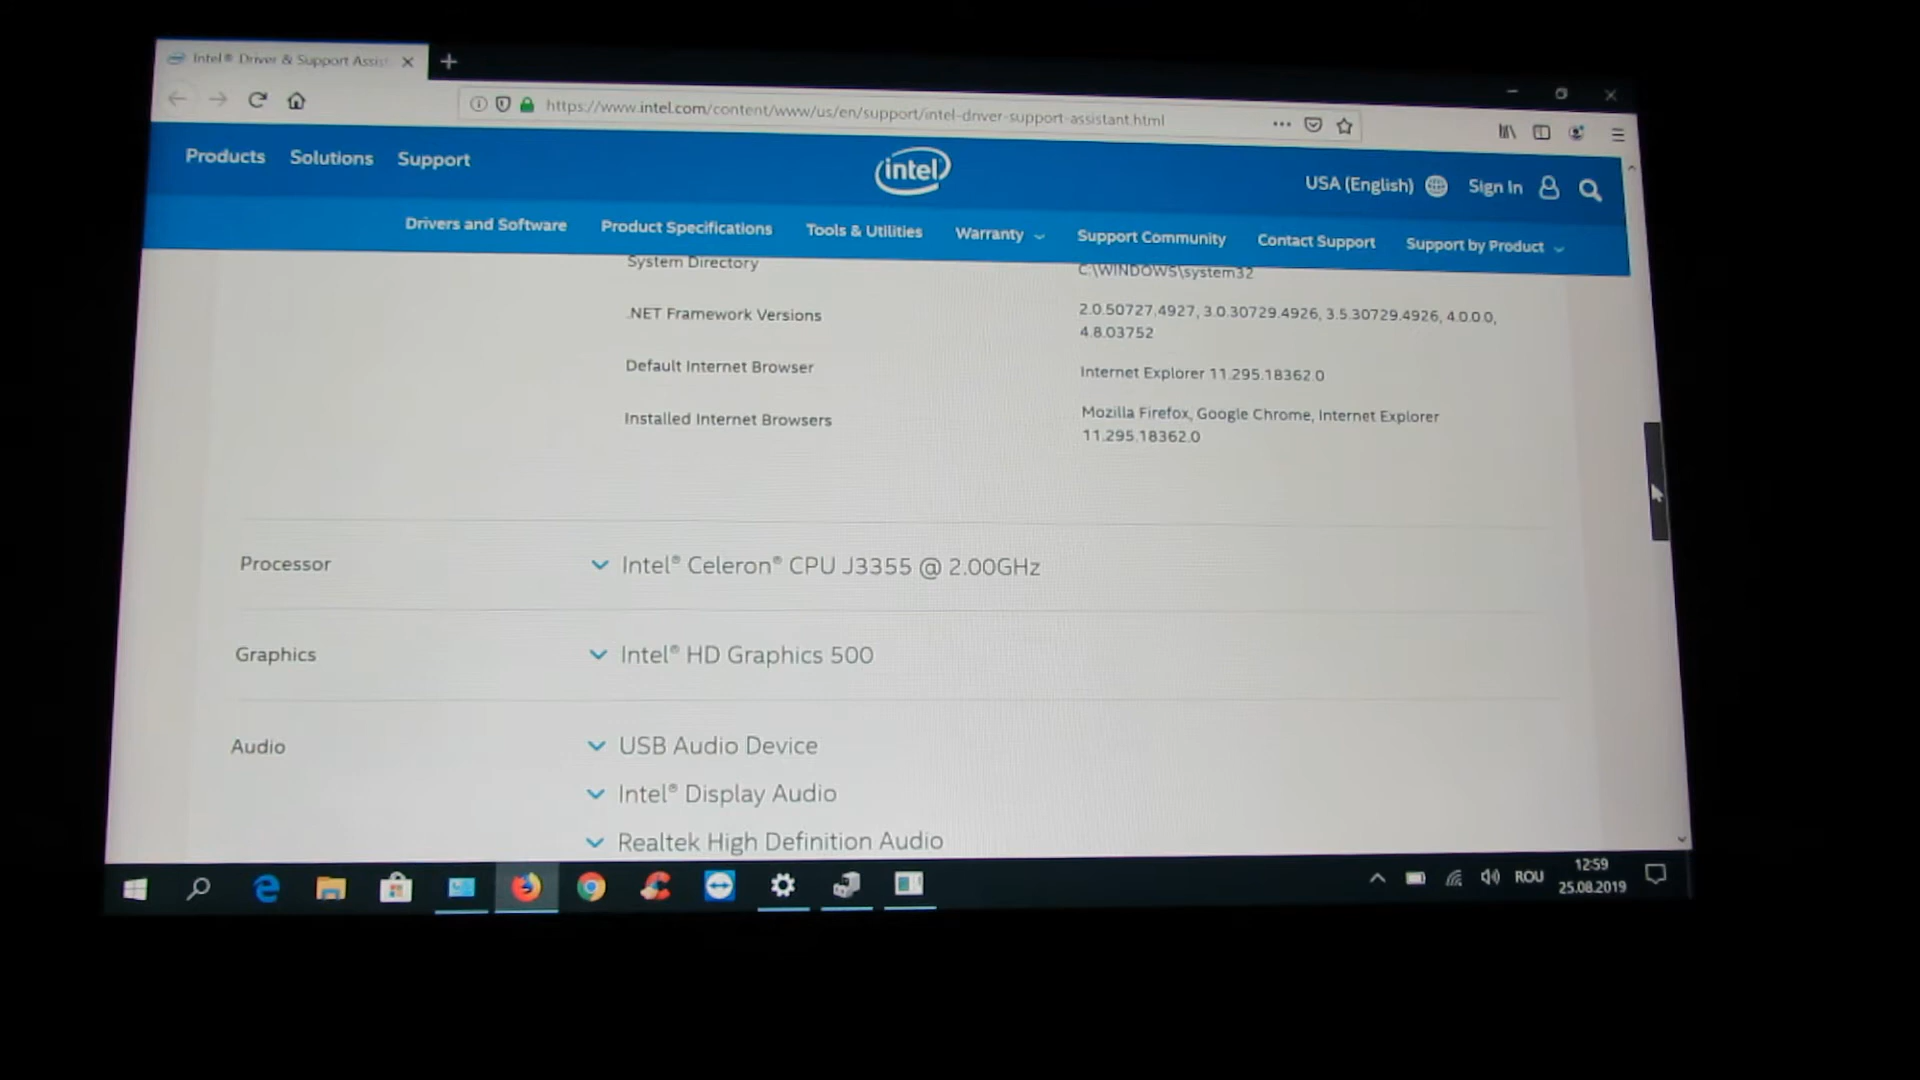 Intel® Driver & Support Assist
https://www.intel.com/content/www/us/en/support/intel-driver-support-assistant.html
Products Solutions Support
intel
USA (English) Sign In
Drivers and Software Product Specifications Tools & Utilities Warranty Support Community Contact Support Support by Product
System Directory C:\WINDOWS\system32
.NET Framework Versions 2.0.50727.4927, 3.0.30729.4926, 3.5.30729.4926, 4.0.0.0,
4.8.03752
Default Internet Browser Internet Explorer 11.295.18362.0
Installed Internet Browsers Mozilla Firefox, Google Chrome, Internet Explorer
11.295.18362.0
Processor Intel® Celeron® CPU J3355 @ 2.00GHz
Graphics Intel® HD Graphics 500
Audio USB Audio Device
Intel® Display Audio
Realtek High Definition Audio
ROU 12:59
25.08.2019